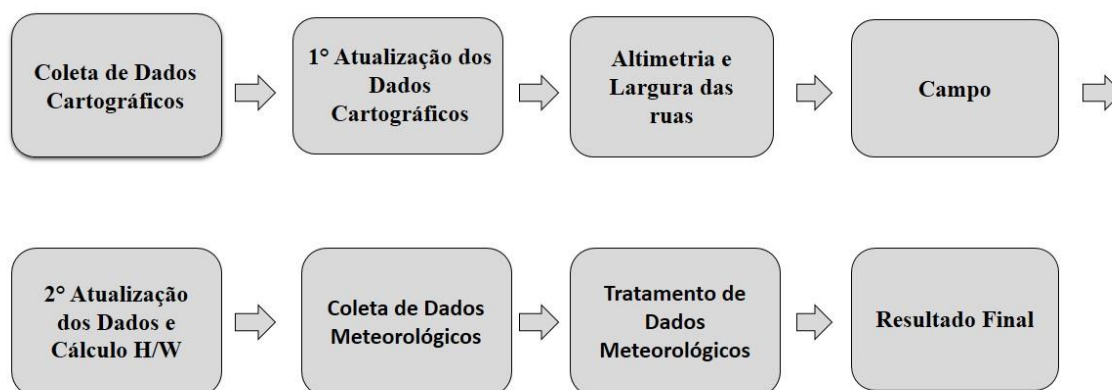 Coleta de Dados
Cartográficos
1° Atualização dos
Dados
Cartográficos
Altimetria e
Largura das
ruas
Campo
2° Atualização
dos Dados e
Cálculo H/W
Coleta de Dados
Meteorológicos
Tratamento de
Dados
Meteorológicos
Resultado Final